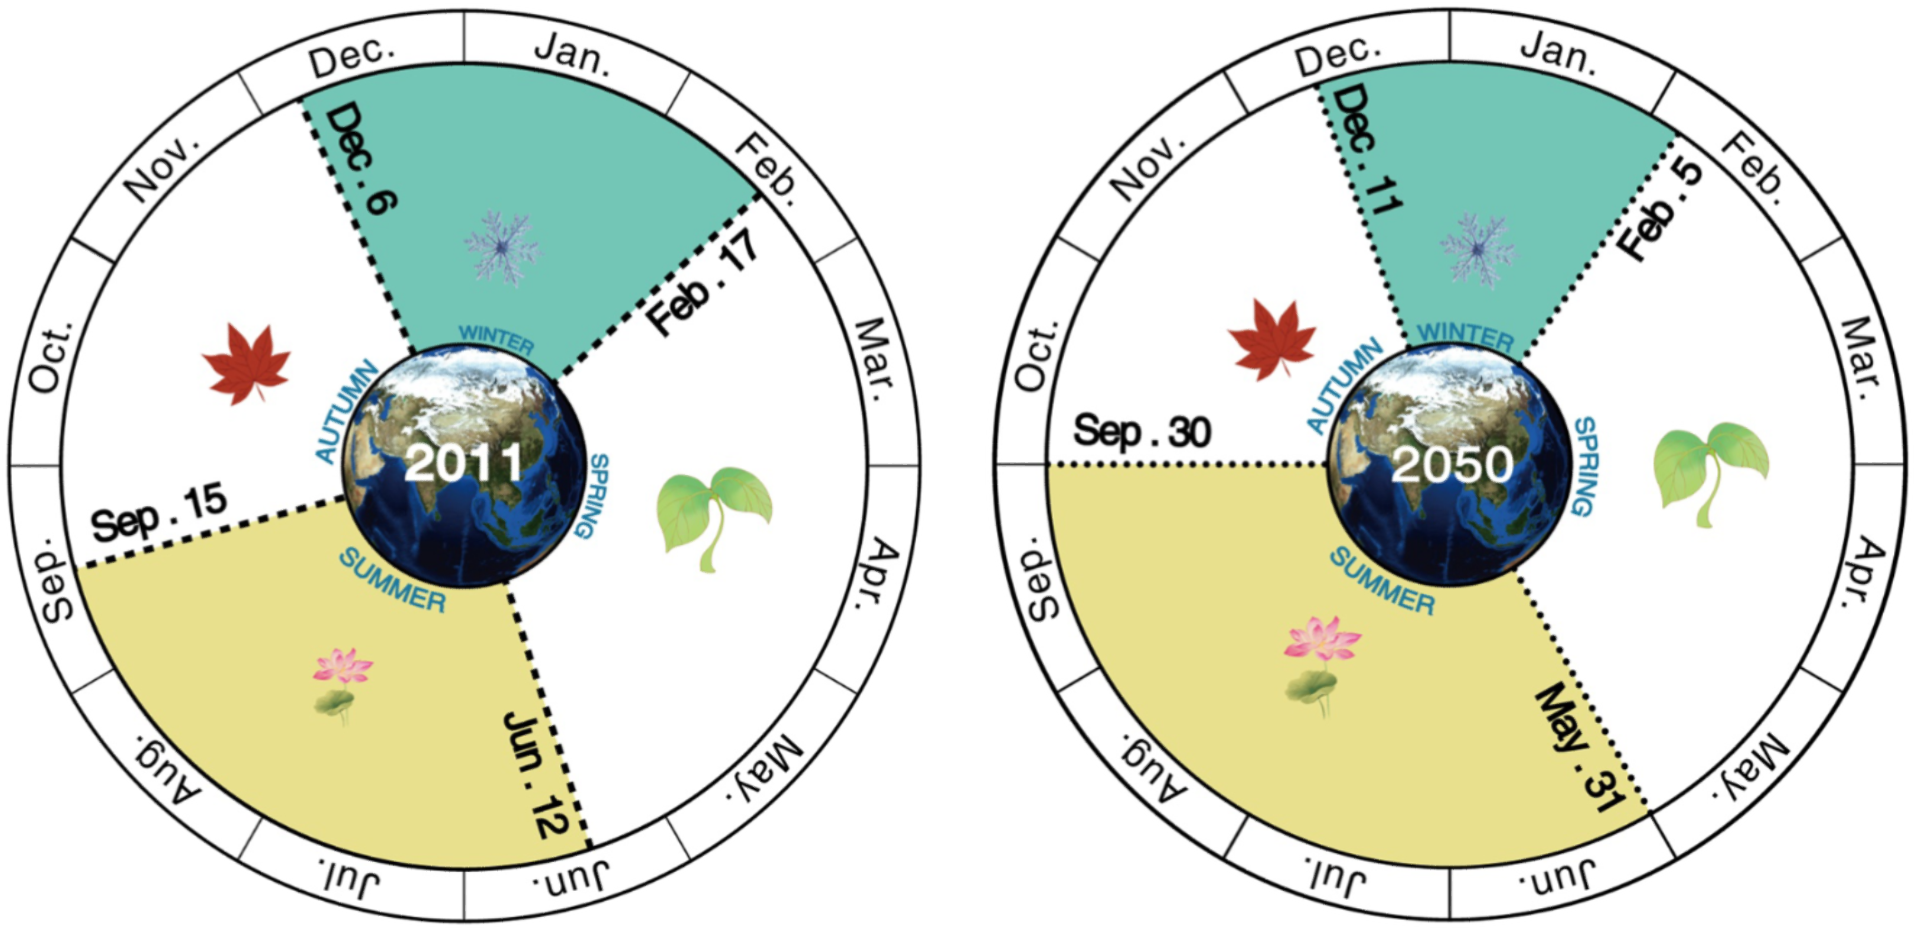 Dec.
Jan.
Feb.
Mar.
Apr.
May.
Jun.
Jul.
Aug.
Sep.
Oct.
Nov.
Dec . 6
Feb . 17
Jun . 12
Sep . 15
WINTER
SPRING
SUMMER
AUTUMN
2011
Dec.
Jan.
Feb.
Mar.
Apr.
May.
Jun.
Jul.
Aug.
Sep.
Oct.
Nov.
Dec . 11
Feb . 5
May . 31
Sep . 30
WINTER
SPRING
SUMMER
AUTUMN
2050